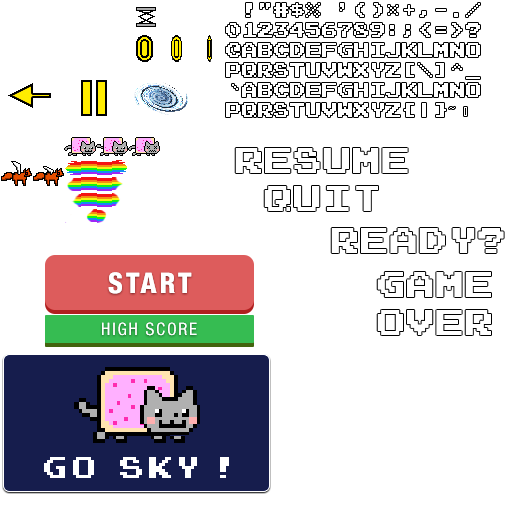 !"#$% '()×+,-./
0123456789:;<=>?
@ABCDEFGHIJKLMNO
PQRSTUVWXYZ[\]^_
`ABCDEFGHIJKLMNO
PQRSTUVWXYZ{|}~
RESUME
QUIT
READY?
GAME
OVER
START
HIGH SCORE
GO SKY!